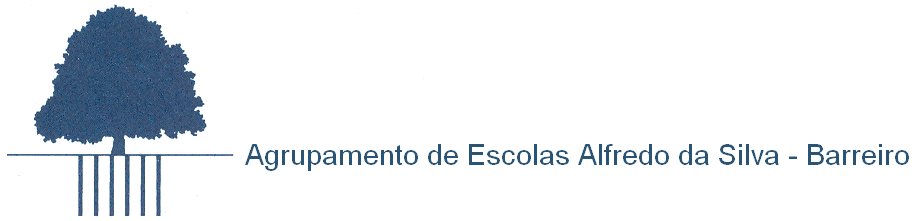 Agrupamento de Escolas Alfredo da Silva - Barreiro